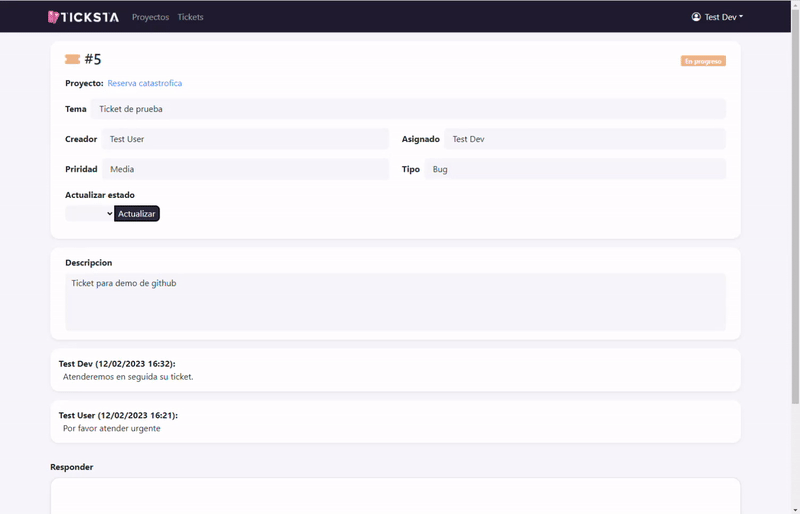 TICKSTA Proyectos Tickets Test Dev
#5 En progreso
Proyecto: Reserva catastrofica
Tema Ticket de prueba
Creador Test User Asignado Test Dev
Priridad Media Tipo Bug
Actualizar estado
Actualizar
Descripcion
Ticket para demo de github
Test Dev (12/02/2023 16:32):
Atenderemos en seguida su ticket.
Test User (12/02/2023 16:21):
Por favor atender urgente
Responder